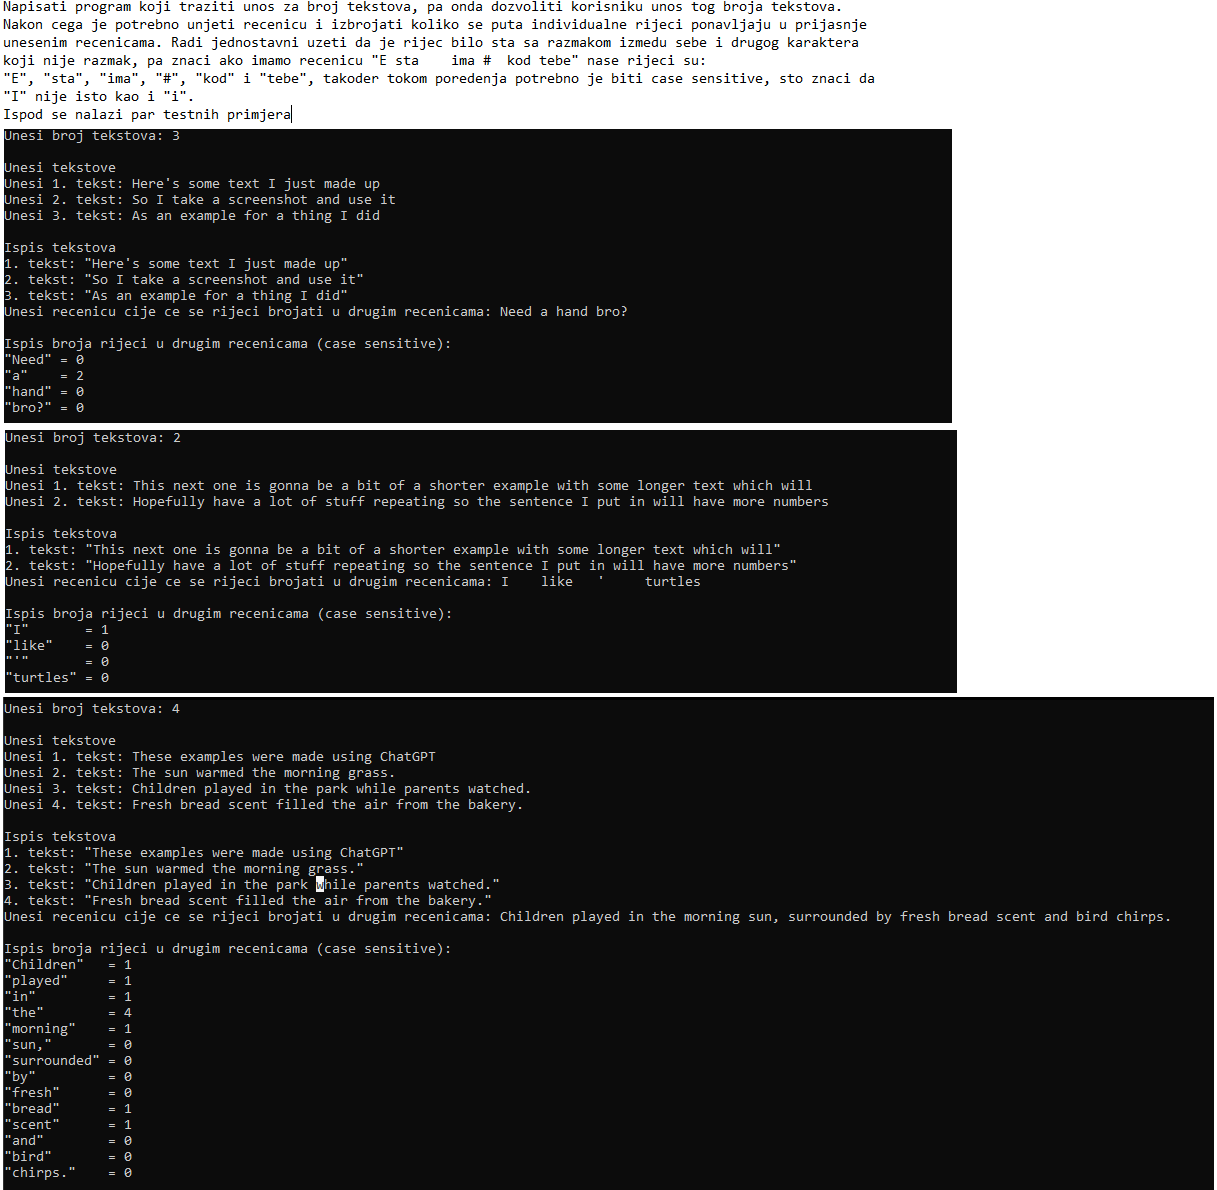 Napisati program koji traziti unos za broj tekstova, pa onda dozvoliti korisniku unos tog broja tekstova.
Nakon cega je potrebno unjeti recenicu i izbrojati koliko se puta individualne rijeci ponavljaju u prijasnje
unesenim recenicama. Radi jednostavni uzeti da je rijec bilo sta sa razmakom izmedu sebe i drugog karaktera
koji nije razmak, pa znaci ako imamo recenicu "E sta    ima #  kod tebe" nase rijeci su:
"E", "sta", "ima", "#", "kod" i "tebe", takoder tokom poredenja potrebno je biti case sensitive, sto znaci da
"I" nije isto kao i "i".
Ispod se nalazi par testnih primjera
Unesi broj tekstova: 3
Unesi tekstove
Unesi 1. tekst: Here's some text I just made up
Unesi 2. tekst: So I take a screenshot and use it
Unesi 3. tekst: As an example for a thing I did
Ispis tekstova
1. tekst: "Here's some text I just made up"
2. tekst: "So I take a screenshot and use it"
3. tekst: "As an example for a thing I did"
Unesi recenicu cije ce se rijeci brojati u drugim recenicama: Need a hand bro?
Ispis broja rijeci u drugim recenicama (case sensitive):
"Need" = 0
"a"    = 2
"hand" = 0
"bro?" = 0
Unesi broj tekstova: 2
Unesi tekstove
Unesi 1. tekst: This next one is gonna be a bit of a shorter example with some longer text which will
Unesi 2. tekst: Hopefully have a lot of stuff repeating so the sentence I put in will have more numbers
Ispis tekstova
1. tekst: "This next one is gonna be a bit of a shorter example with some longer text which will"
2. tekst: "Hopefully have a lot of stuff repeating so the sentence I put in will have more numbers"
Unesi recenicu cije ce se rijeci brojati u drugim recenicama: I    like   '     turtles
Ispis broja rijeci u drugim recenicama (case sensitive):
"I"       = 1
"like"    = 0
"'"       = 0
"turtles" = 0
Unesi broj tekstova: 4
Unesi tekstove
Unesi 1. tekst: These examples were made using ChatGPT
Unesi 2. tekst: The sun warmed the morning grass.
Unesi 3. tekst: Children played in the park while parents watched.
Unesi 4. tekst: Fresh bread scent filled the air from the bakery.
Ispis tekstova
1. tekst: "These examples were made using ChatGPT"
2. tekst: "The sun warmed the morning grass."
3. tekst: "Children played in the park while parents watched."
4. tekst: "Fresh bread scent filled the air from the bakery."
Unesi recenicu cije ce se rijeci brojati u drugim recenicama: Children played in the morning sun, surrounded by fresh bread scent and bird chirps.
Ispis broja rijeci u drugim recenicama (case sensitive):
"Children"   = 1
"played"     = 1
"in"         = 1
"the"        = 4
"morning"    = 1
"sun,"       = 0
"surrounded" = 0
"by"         = 0
"fresh"      = 0
"bread"      = 1
"scent"      = 1
"and"        = 0
"bird"       = 0
"chirps."    = 0